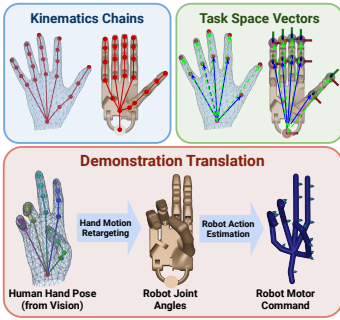 Kinematics Chains
Task Space Vectors
Demonstration Translation
Hand Motion
Retargeting
Robot Action
Estimation
Human Hand Pose
(from Vision)
Robot Joint
Angles
Robot Motor
Command